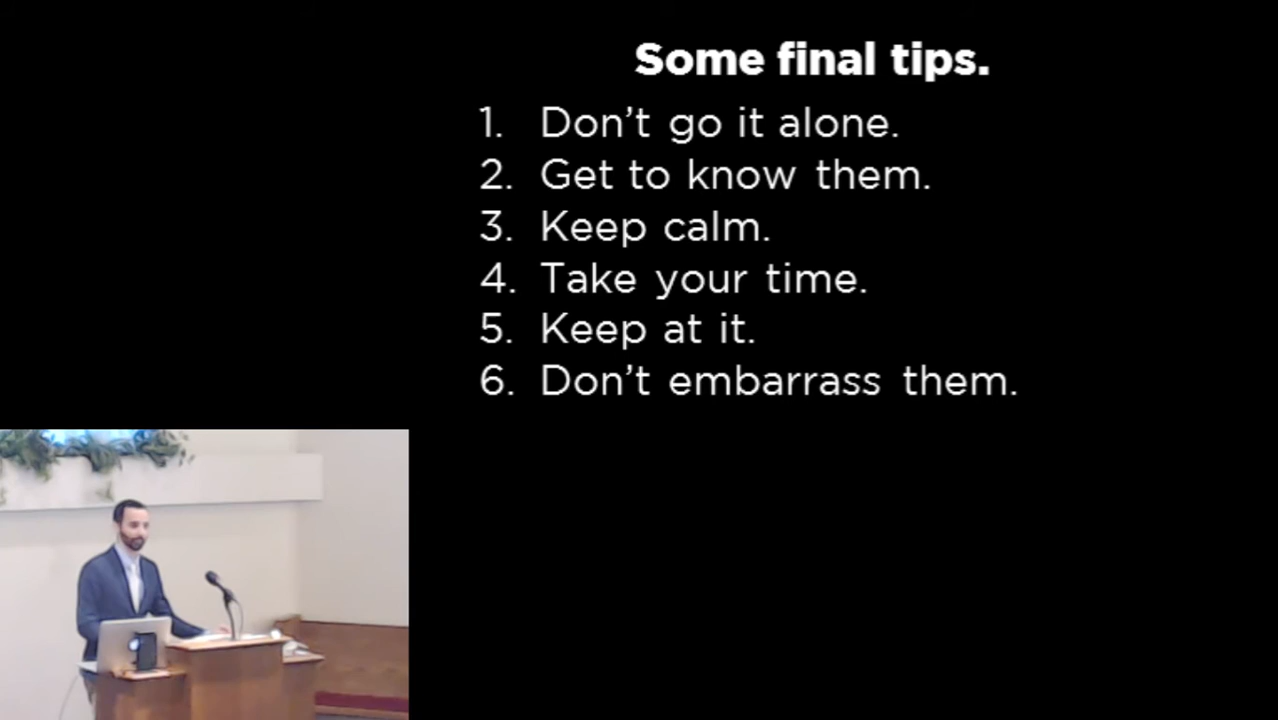 Some final tips.
1. Don't go it alone.
2. Get to know them.
3. Keep calm.
4. Take your time.
5. Keep at it.
6. Don't embarrass them.